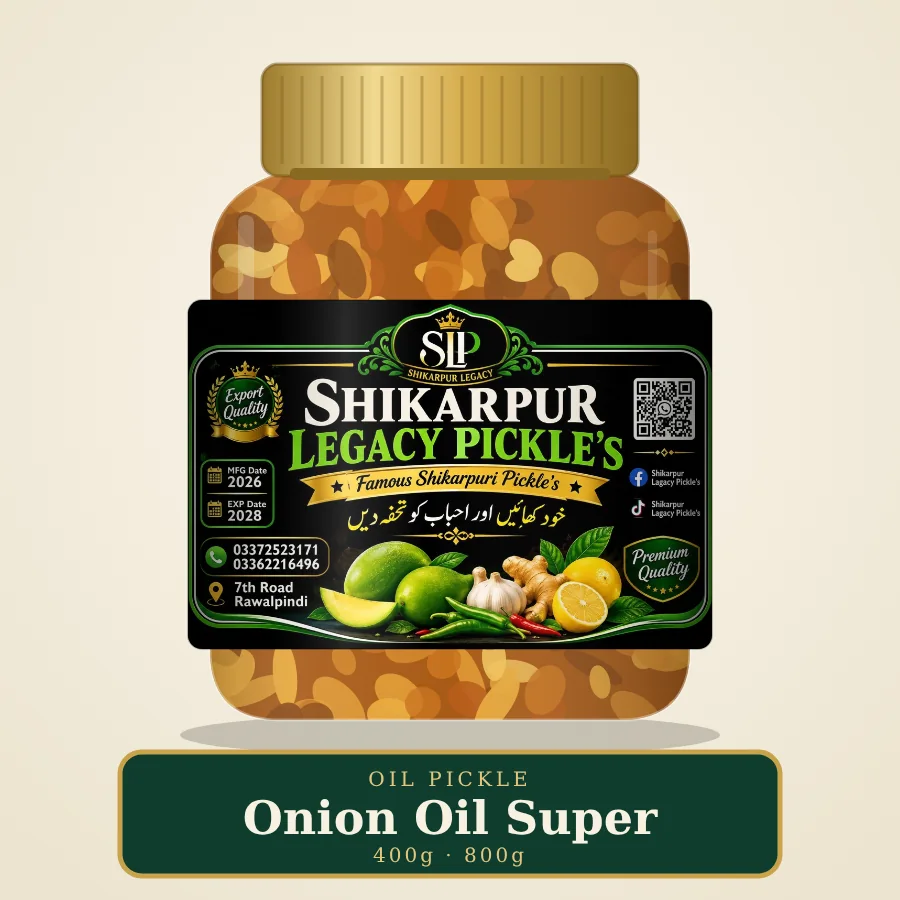 SLP
SHIKARPUR LEGACY
Export
Quality
SHIKARPUR
LEGACY PICKLE'S
Famous Shikarpuri Pickle's
خود کھائیں اور احباب کو تحفہ دیں
MFG Date
2026
EXP Date
2028
03372523171
03362216496
7th Road
Rawalpindi
Shikarpur
Legacy Pickle's
Shikarpur
Legacy Pickle's
Premium
Quality
OIL PICKLE
Onion Oil Super
400g · 800g